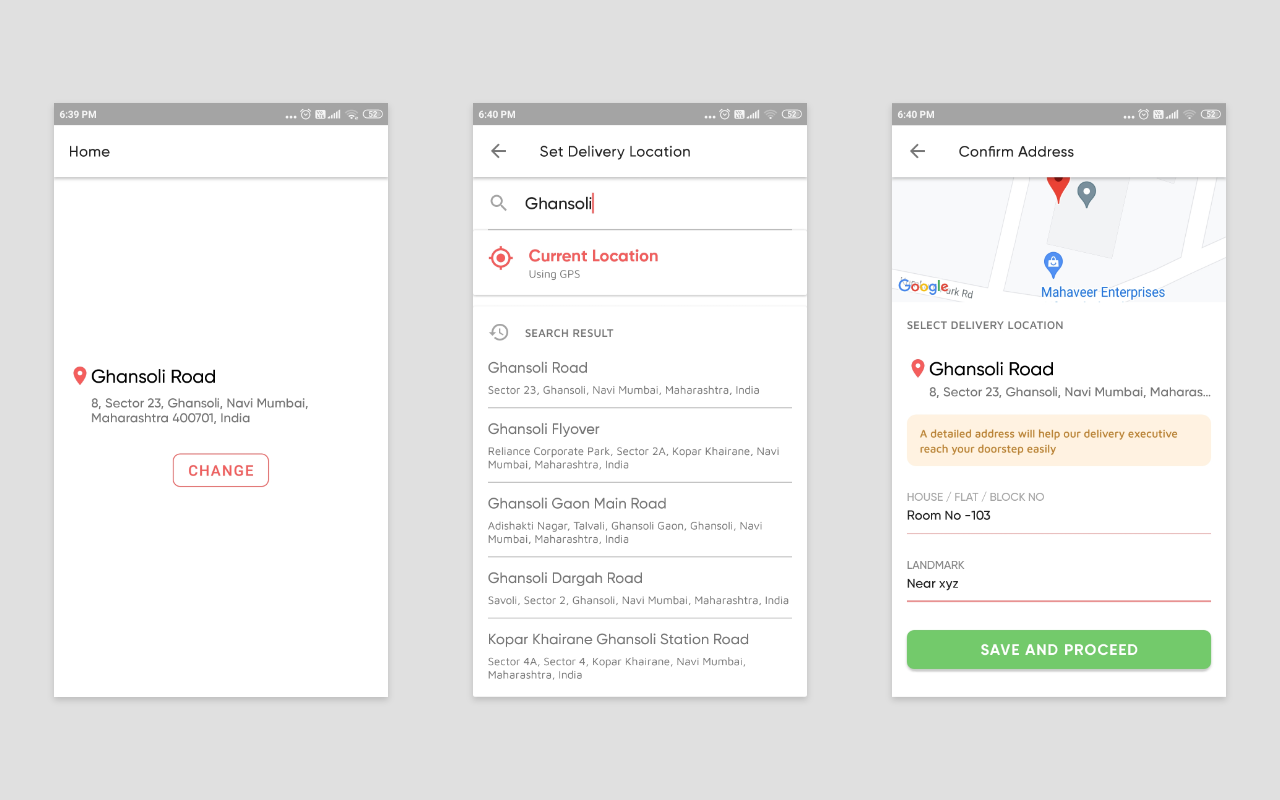 6:39 PM
52
Home
Ghansoli Road
8, Sector 23, Ghansoli, Navi Mumbai,
Maharashtra 400701, India
CHANGE
6:40 PM
52
Set Delivery Location
Ghansoli
Current Location
Using GPS
SEARCH RESULT
Ghansoli Road
Sector 23, Ghansoli, Navi Mumbai, Maharashtra, India
Ghansoli Flyover
Reliance Corporate Park, Sector 2A, Kopar Khairane, Navi
Mumbai, Maharashtra, India
Ghansoli Gaon Main Road
Adishakti Nagar, Talvali, Ghansoli Gaon, Ghansoli, Navi
Mumbai, Maharashtra, India
Ghansoli Dargah Road
Savoli, Sector 2, Ghansoli, Navi Mumbai, Maharashtra, India
Kopar Khairane Ghansoli Station Road
Sector 4A, Sector 4, Kopar Khairane, Navi Mumbai,
Maharashtra, India
6:40 PM
52
Confirm Address
Google
Rd
Mahaveer Enterprises
SELECT DELIVERY LOCATION
Ghansoli Road
8, Sector 23, Ghansoli, Navi Mumbai, Maharas...
A detailed address will help our delivery executive
reach your doorstep easily
HOUSE / FLAT / BLOCK NO
Room No -103
LANDMARK
Near xyz
SAVE AND PROCEED